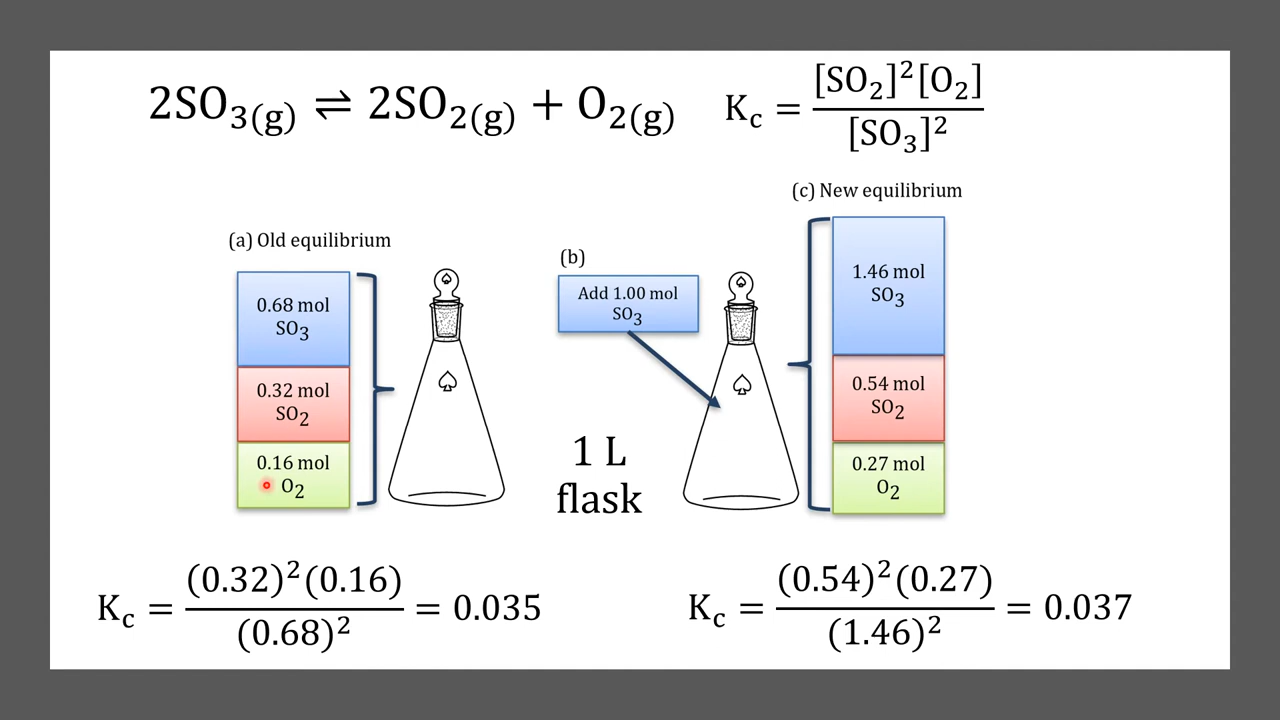 2SO₃(g) ⇌ 2SO₂(g) + O₂(g)
K_c = [SO₂]²[O₂] / [SO₃]²
(a) Old equilibrium
0.68 mol
SO₃
0.32 mol
SO₂
0.16 mol
O₂
(b)
Add 1.00 mol
SO₃
1 L
flask
(c) New equilibrium
1.46 mol
SO₃
0.54 mol
SO₂
0.27 mol
O₂
K_c = (0.32)²(0.16) / (0.68)² = 0.035
K_c = (0.54)²(0.27) / (1.46)² = 0.037